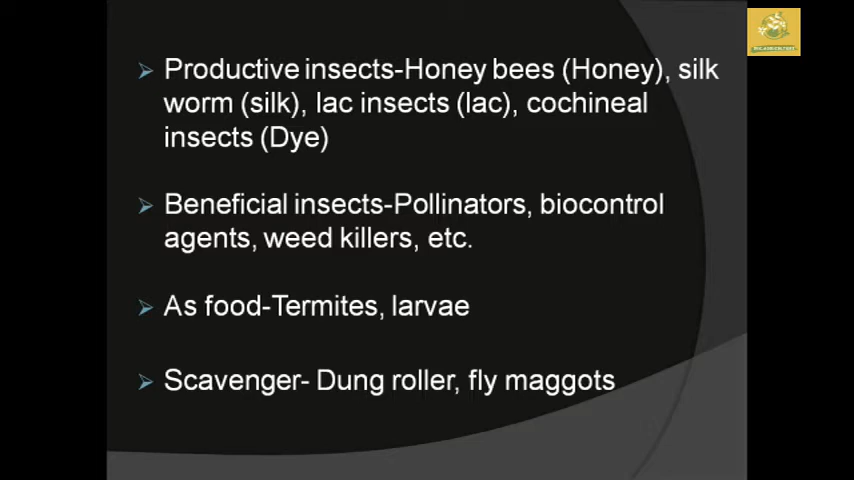 Productive insects-Honey bees (Honey), silk
worm (silk), lac insects (lac), cochineal
insects (Dye)
Beneficial insects-Pollinators, biocontrol
agents, weed killers, etc.
As food-Termites, larvae
Scavenger- Dung roller, fly maggots